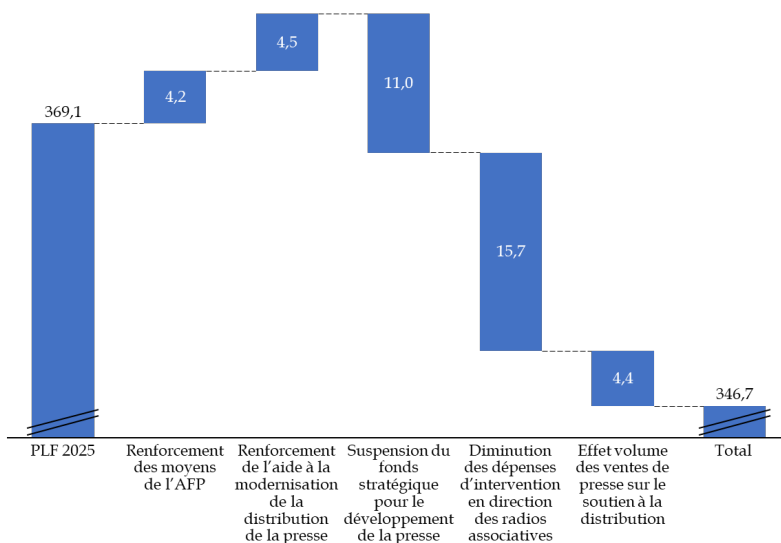 4,5
11,0
4,2
369,1
15,7
4,4
346,7
PLF 2025
Renforcement
des moyens
de l’AFP
Renforcement
de l’aide à la
modernisation
de la
distribution
de la presse
Suspension du
fonds
stratégique
pour le
développement
de la presse
Diminution
des dépenses
d’intervention
en direction
des radios
associatives
Effet volume
des ventes de
presse sur le
soutien à la
distribution
Total